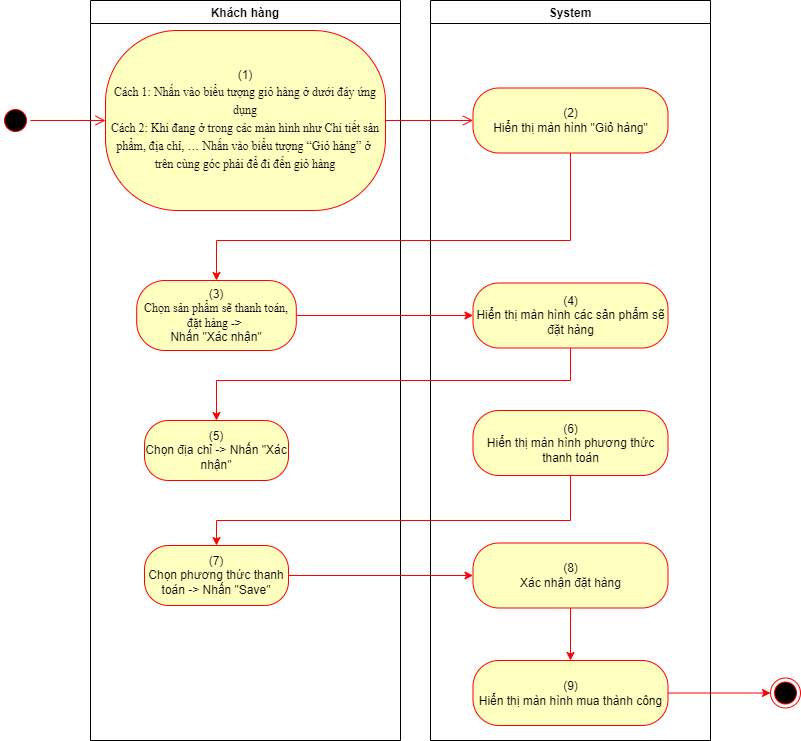 Khách hàng
System
(1)
Cách 1: Nhấn vào biểu tượng giỏ hàng ở dưới đáy ứng
dụng
Cách 2: Khi đang ở trong các màn hình như Chi tiết sản
phẩm, địa chỉ, … Nhấn vào biểu tượng “Giỏ hàng” ở
trên cùng góc phải để đi đến giỏ hàng
(2)
Hiển thị màn hình "Giỏ hàng"
(3)
Chọn sản phẩm sẽ thanh toán,
đặt hàng ->
Nhấn "Xác nhận"
(4)
Hiển thị màn hình các sản phẩm sẽ
đặt hàng
(5)
Chọn địa chỉ -> Nhấn "Xác
nhận"
(6)
Hiển thị màn hình phương thức
thanh toán
(7)
Chọn phương thức thanh
toán -> Nhấn "Save"
(8)
Xác nhận đặt hàng
(9)
Hiển thị màn hình mua thành công